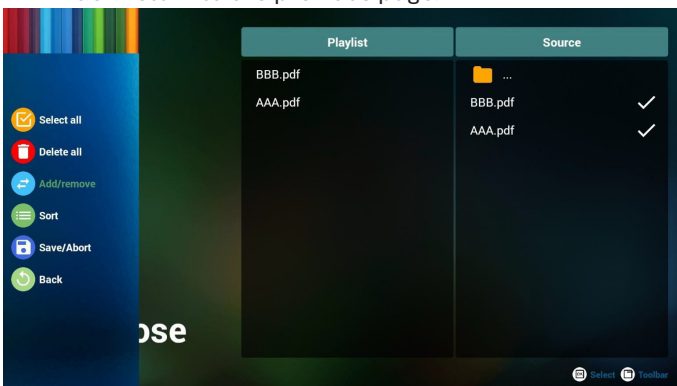 Playlist
Source
BBB.pdf
AAA.pdf
...
BBB.pdf
AAA.pdf
Select all
Delete all
Add/remove
Sort
Save/Abort
Back
ose
Select
Toolbar